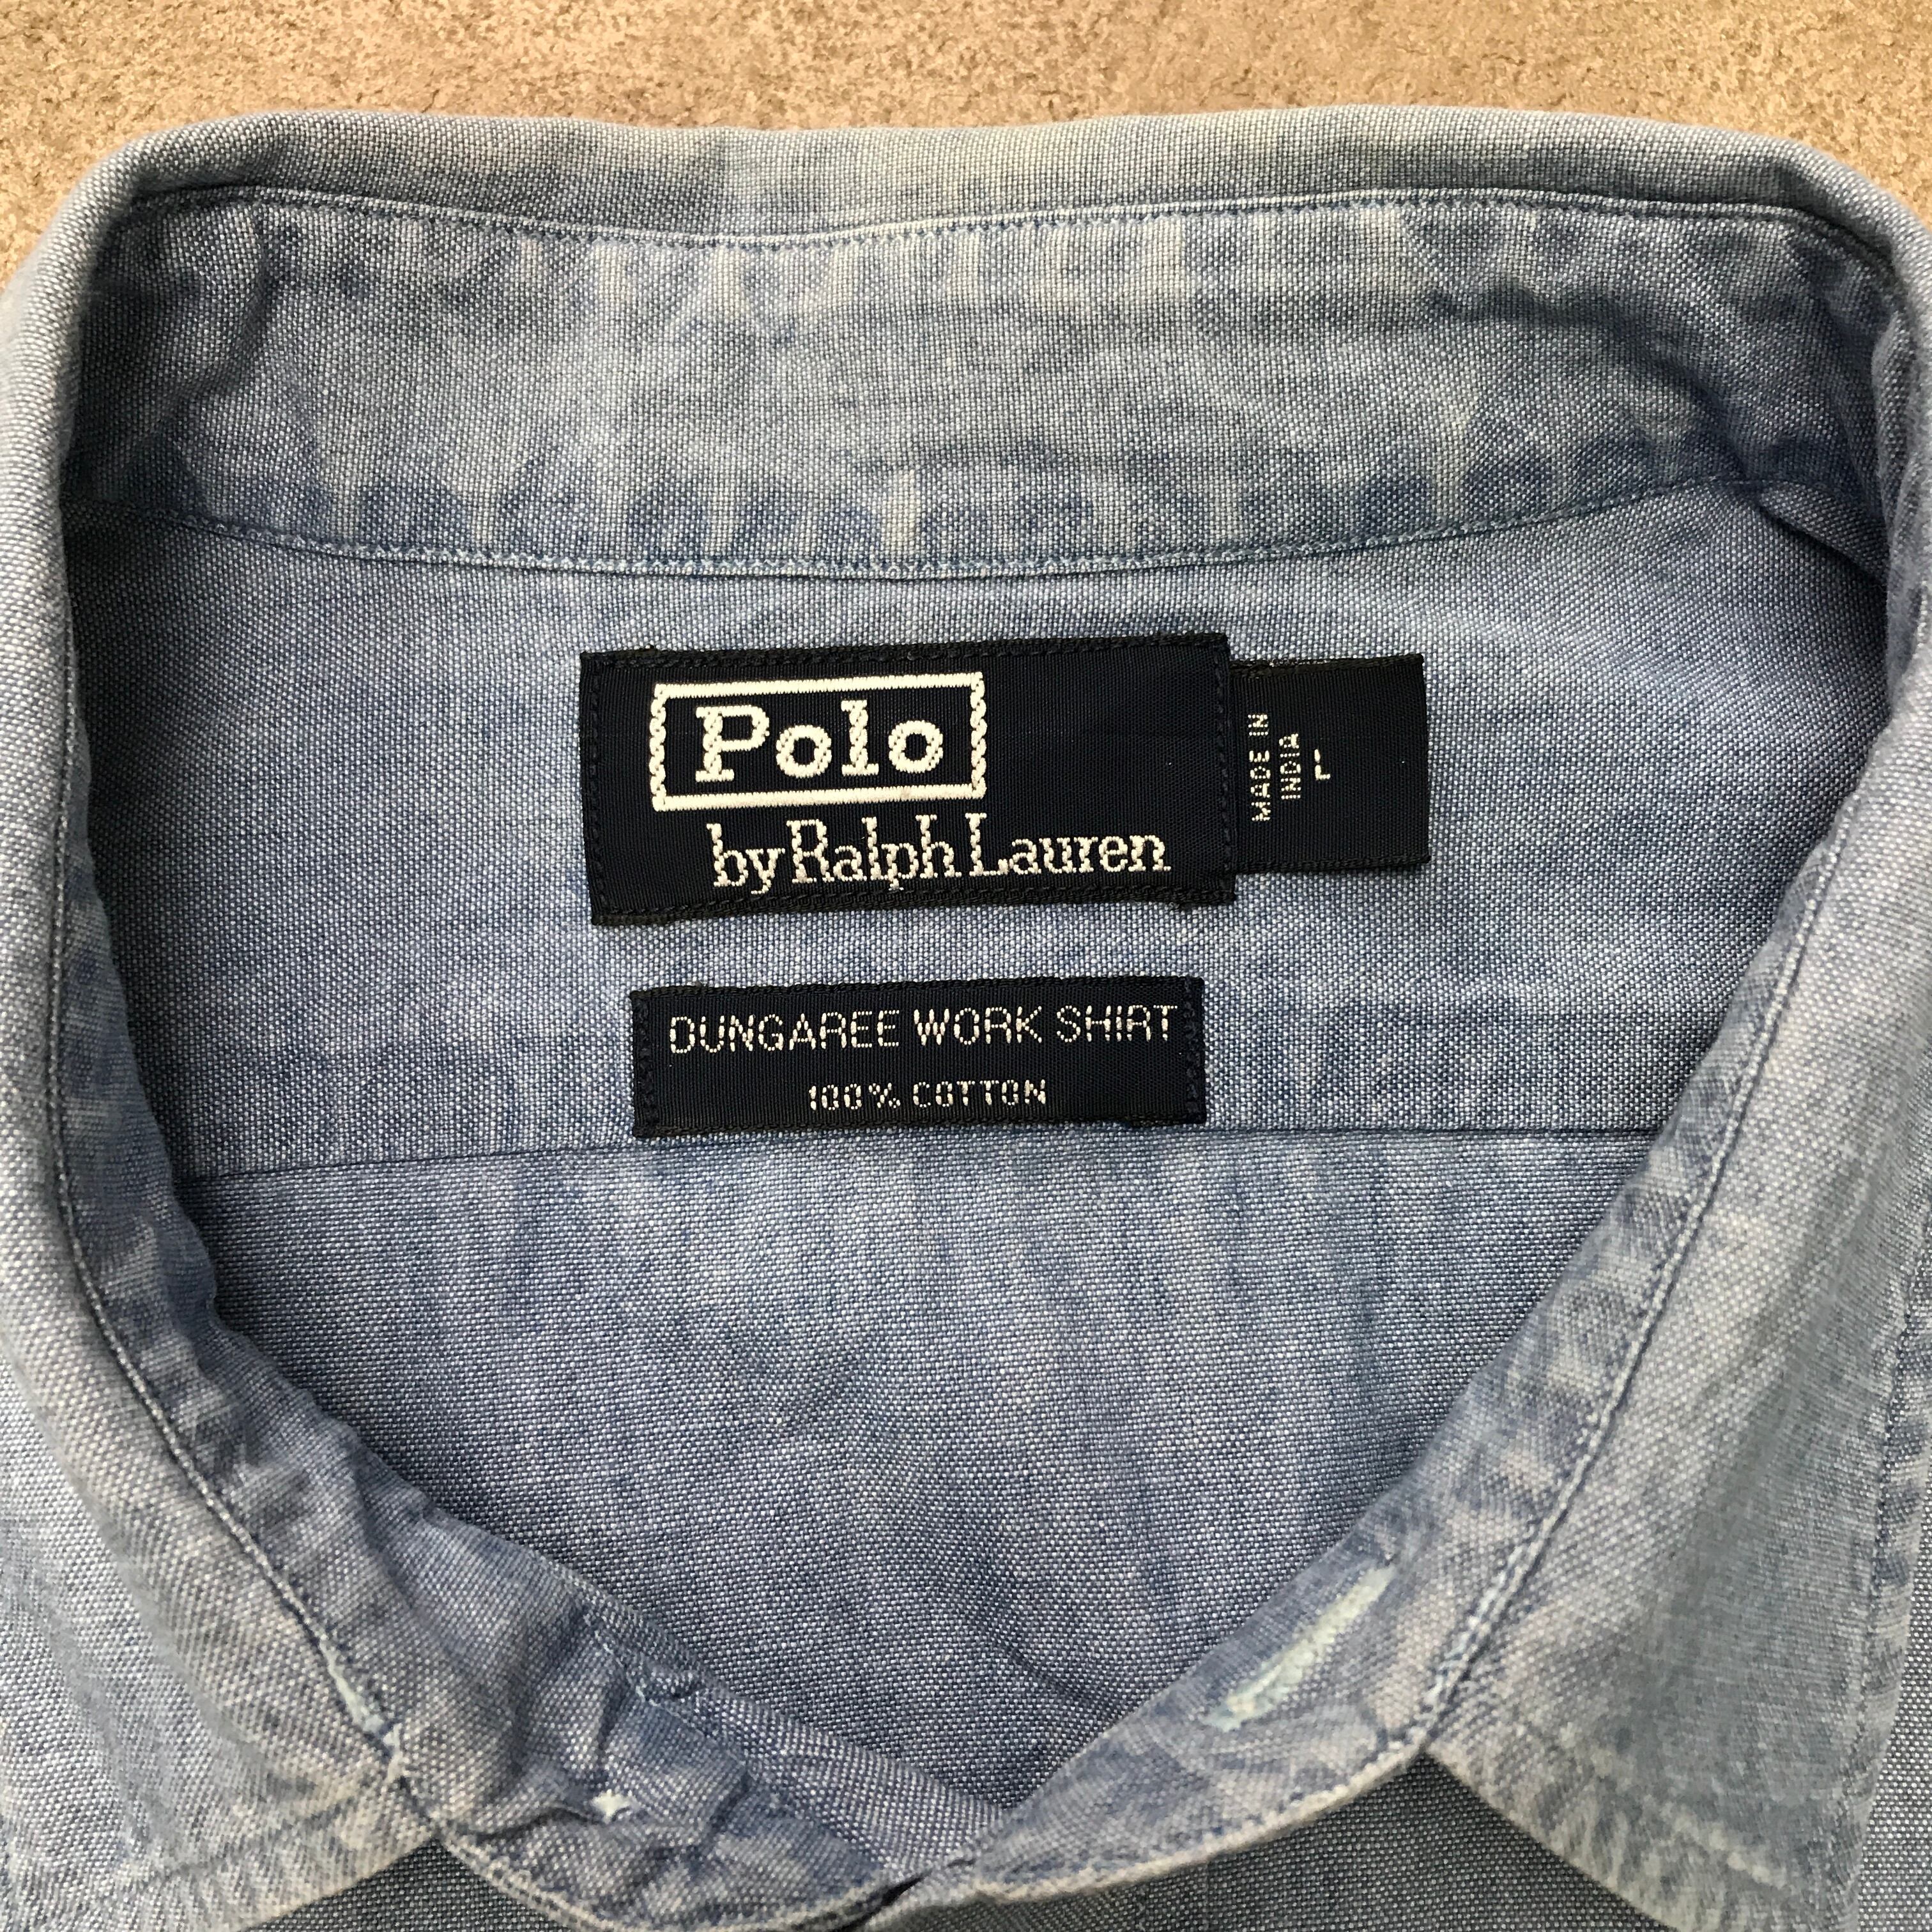 Polo
by Ralph Lauren
MADE IN
INDIA
L
DUNGAREE WORK SHIRT
100% COTTON